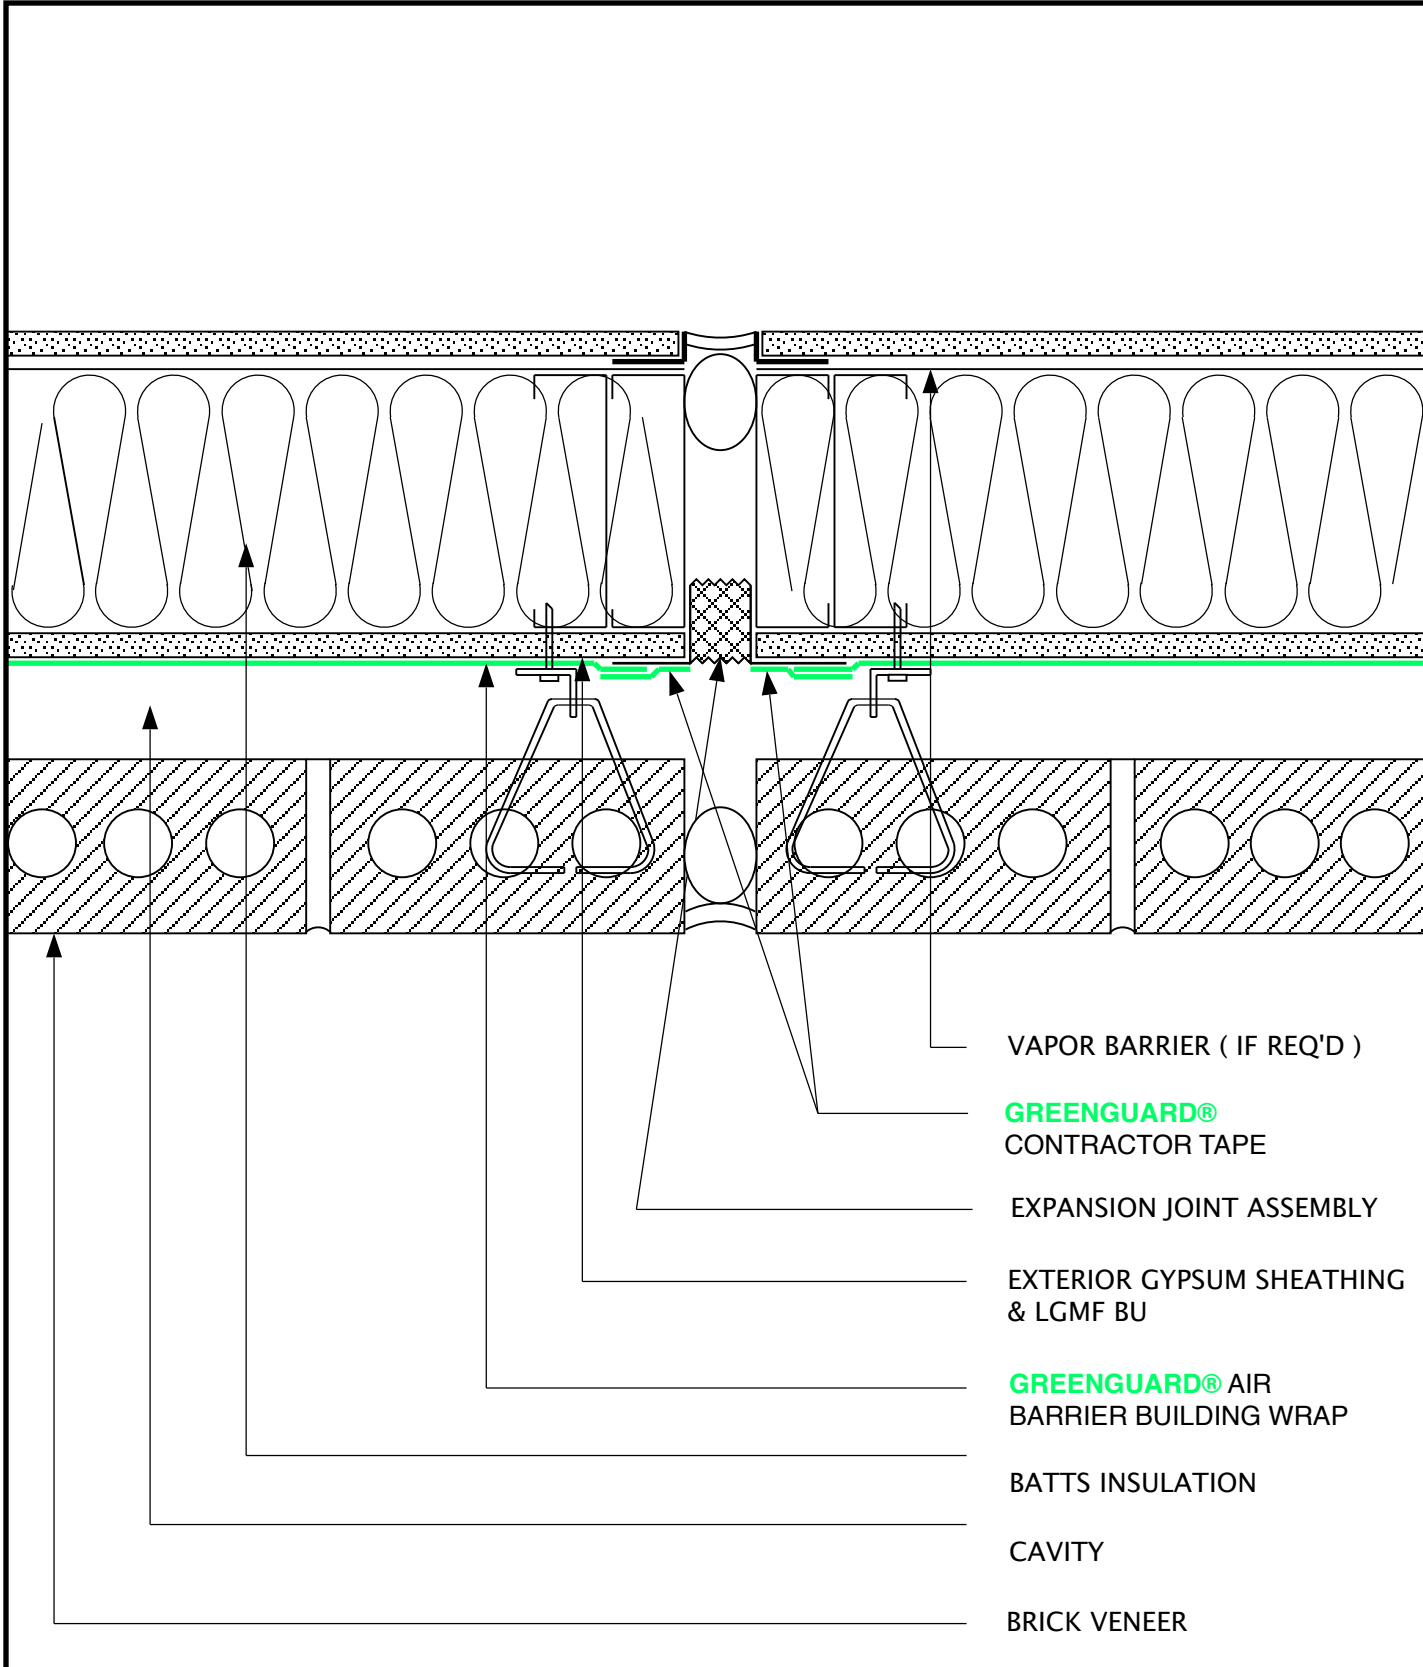 VAPOR BARRIER ( IF REQ'D )
GREENGUARD®
CONTRACTOR TAPE
EXPANSION JOINT ASSEMBLY
EXTERIOR GYPSUM SHEATHING
& LGMF BU
GREENGUARD® AIR
BARRIER BUILDING WRAP
BATTS INSULATION
CAVITY
BRICK VENEER